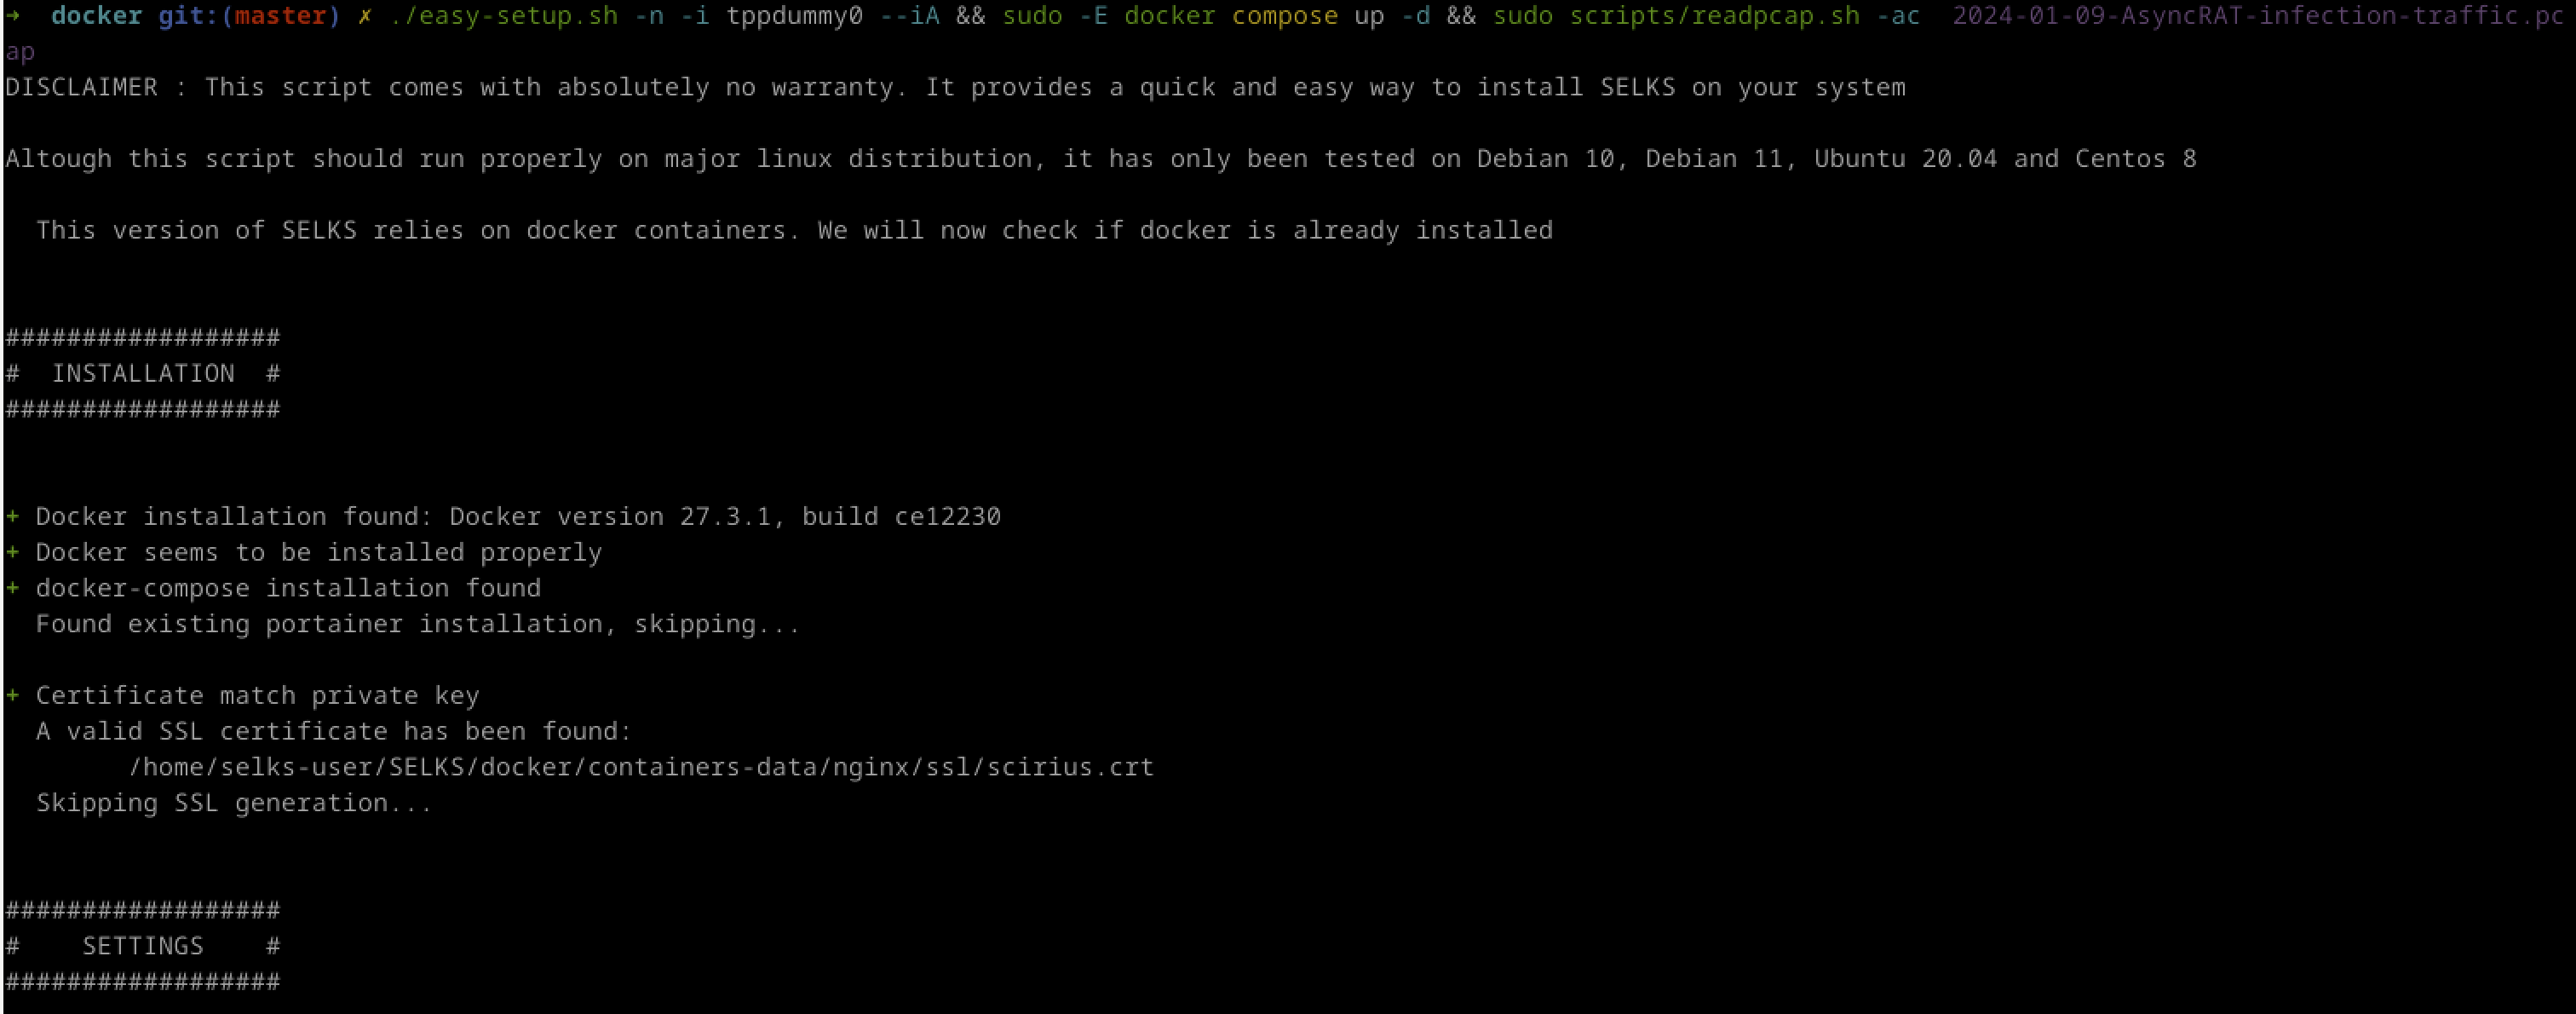 ➜  docker git:(master) ✗ ./easy-setup.sh -n -i tppdummy0 --iA && sudo -E docker compose up -d && sudo scripts/readpcap.sh -ac  2024-01-09-AsyncRAT-infection-traffic.pc
ap
DISCLAIMER : This script comes with absolutely no warranty. It provides a quick and easy way to install SELKS on your system
Altough this script should run properly on major linux distribution, it has only been tested on Debian 10, Debian 11, Ubuntu 20.04 and Centos 8
  This version of SELKS relies on docker containers. We will now check if docker is already installed
##################
#  INSTALLATION  #
##################
+ Docker installation found: Docker version 27.3.1, build ce12230
+ Docker seems to be installed properly
+ docker-compose installation found
  Found existing portainer installation, skipping...
+ Certificate match private key
  A valid SSL certificate has been found:
        /home/selks-user/SELKS/docker/containers-data/nginx/ssl/scirius.crt
  Skipping SSL generation...
##################
#    SETTINGS    #
##################